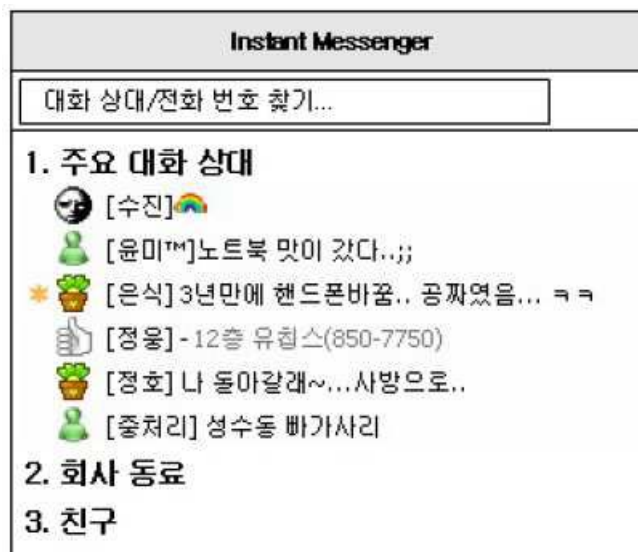 Instant Messenger
대화 상대/전화 번호 찾기...
1. 주요 대화 상대
[수진]
[윤미™]노트북 맛이 갔다..;;
[은식] 3년만에 핸드폰바꿈.. 공짜였음... ㅋㅋ
[정웅] - 12층 유칩스(850-7750)
[정호] 나 돌아갈래~...사방으로..
[중처리] 성수동 빠가사리
2. 회사 동료
3. 친구